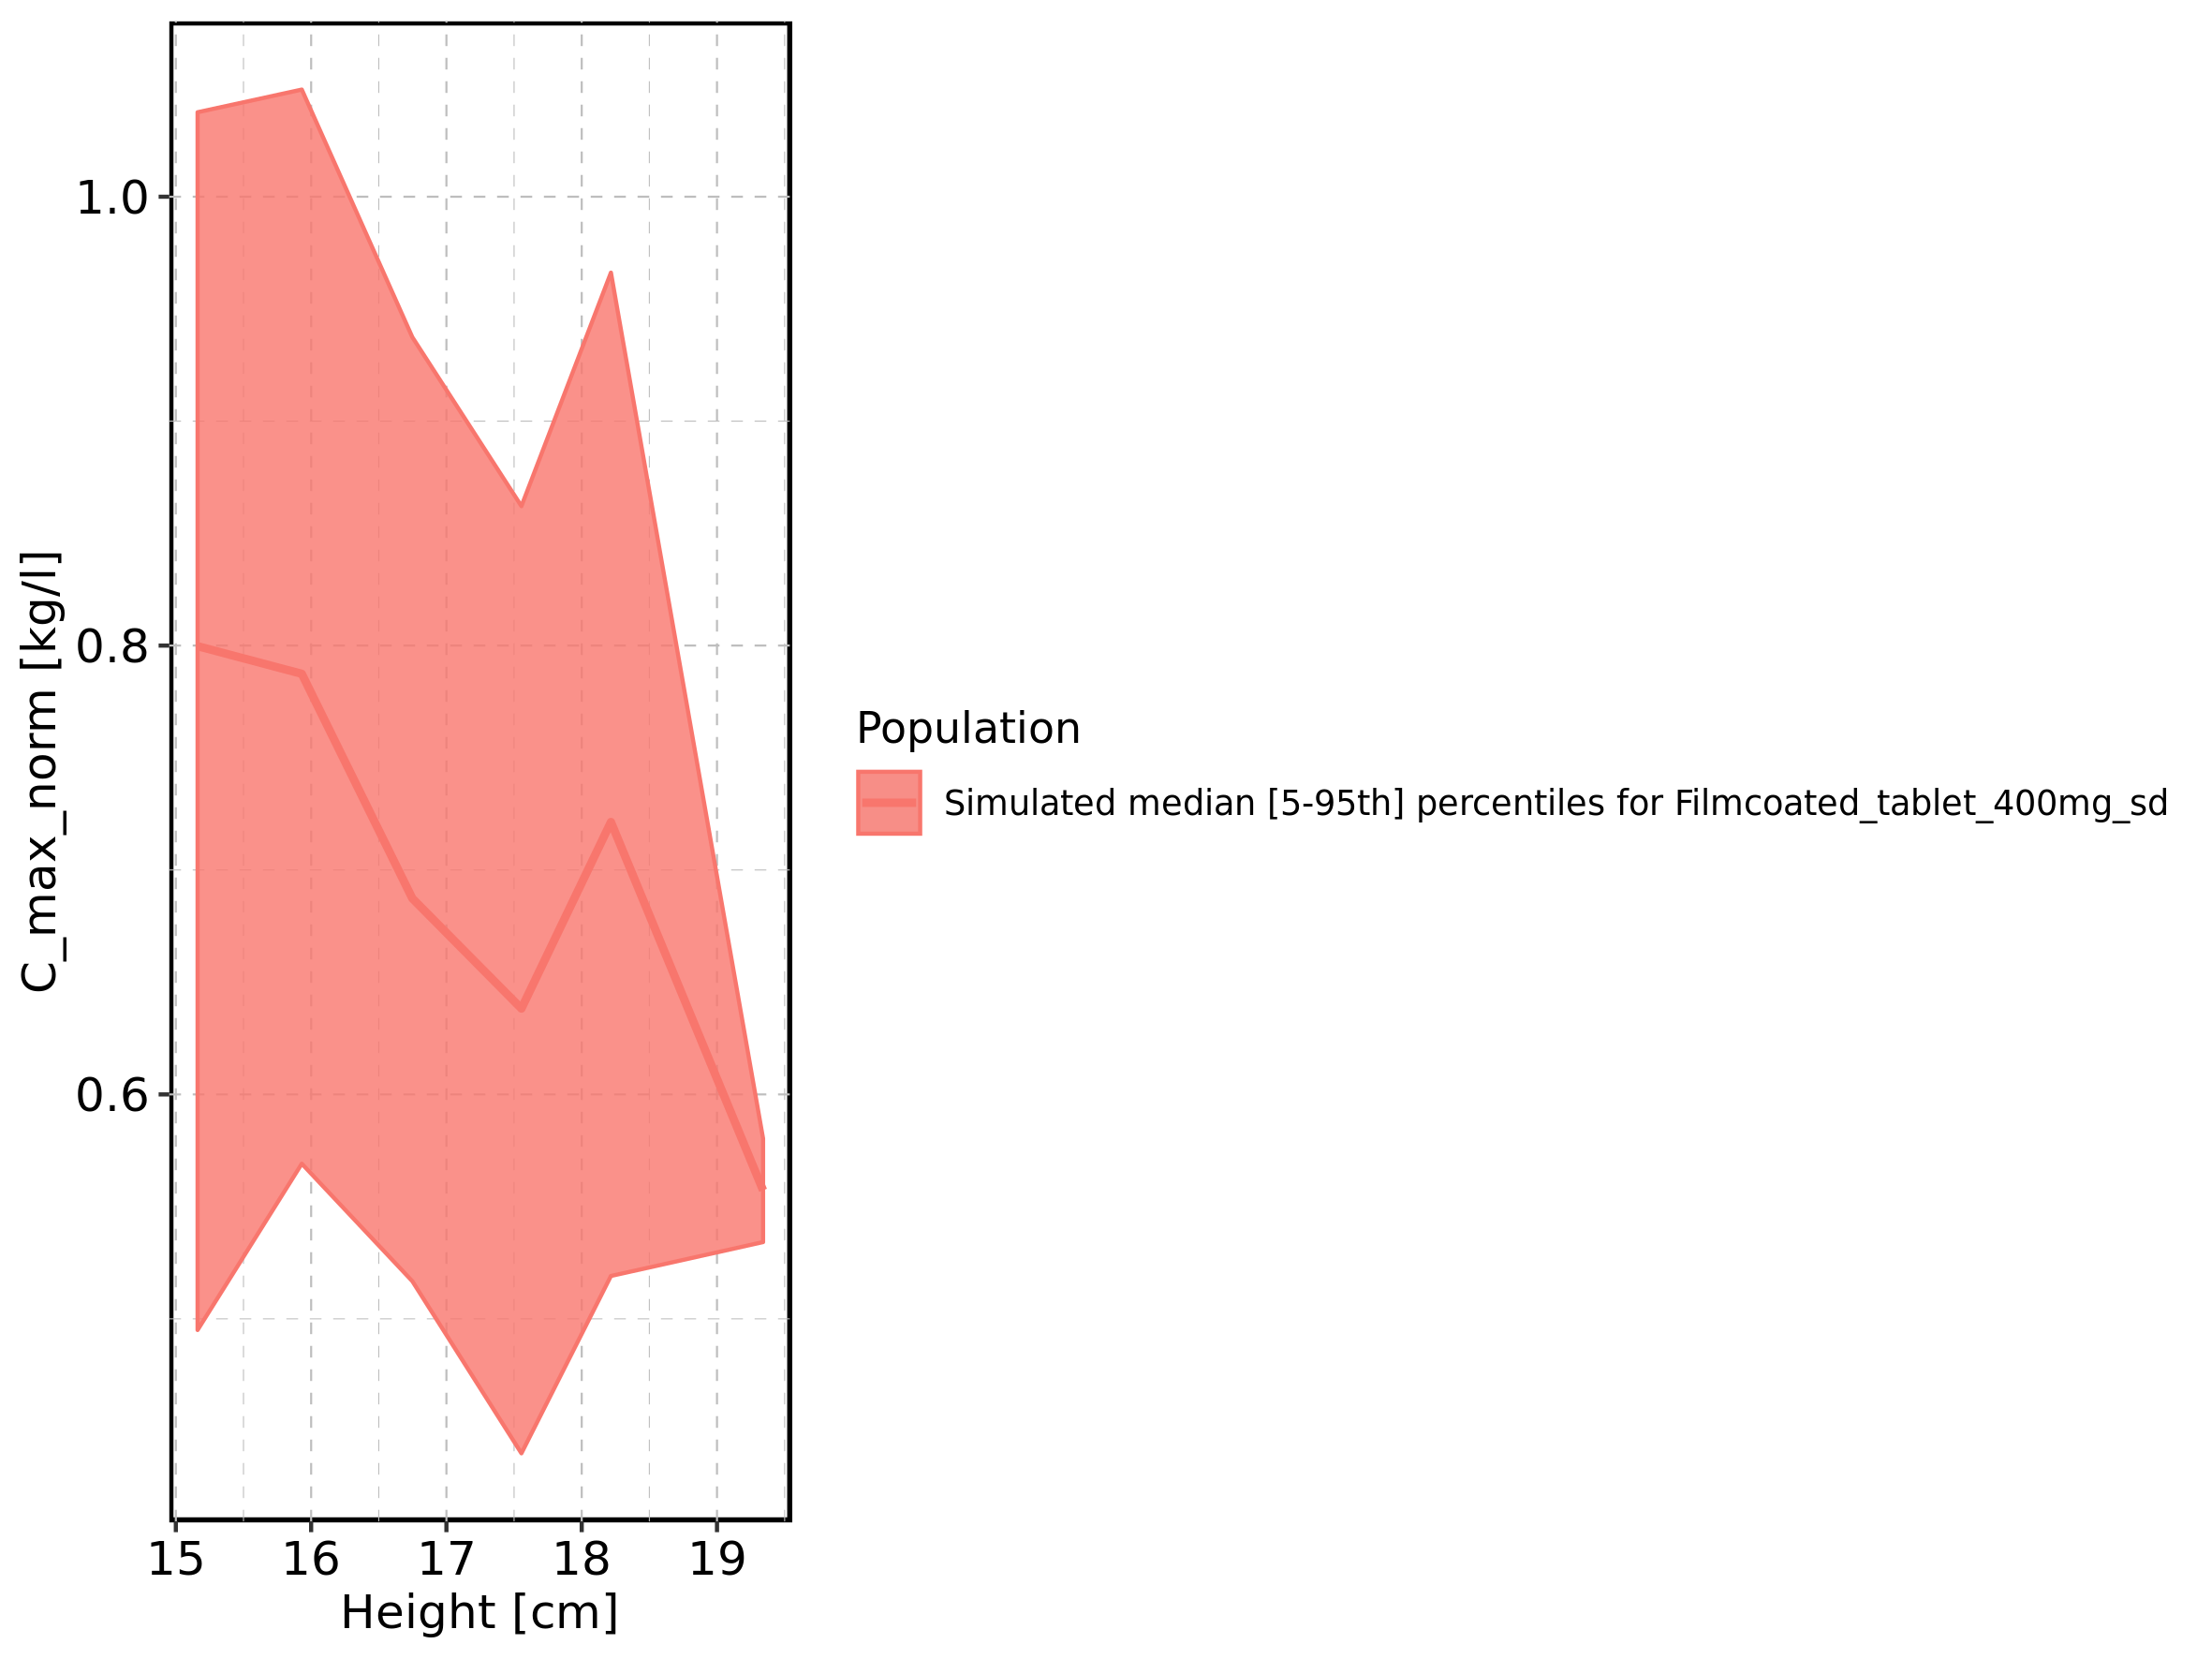 1.0
0.8
0.6
C_max_norm [kg/l]
15 16 17 18 19
Height [cm]
Population
Simulated median [5-95th] percentiles for Filmcoated_tablet_400mg_sd